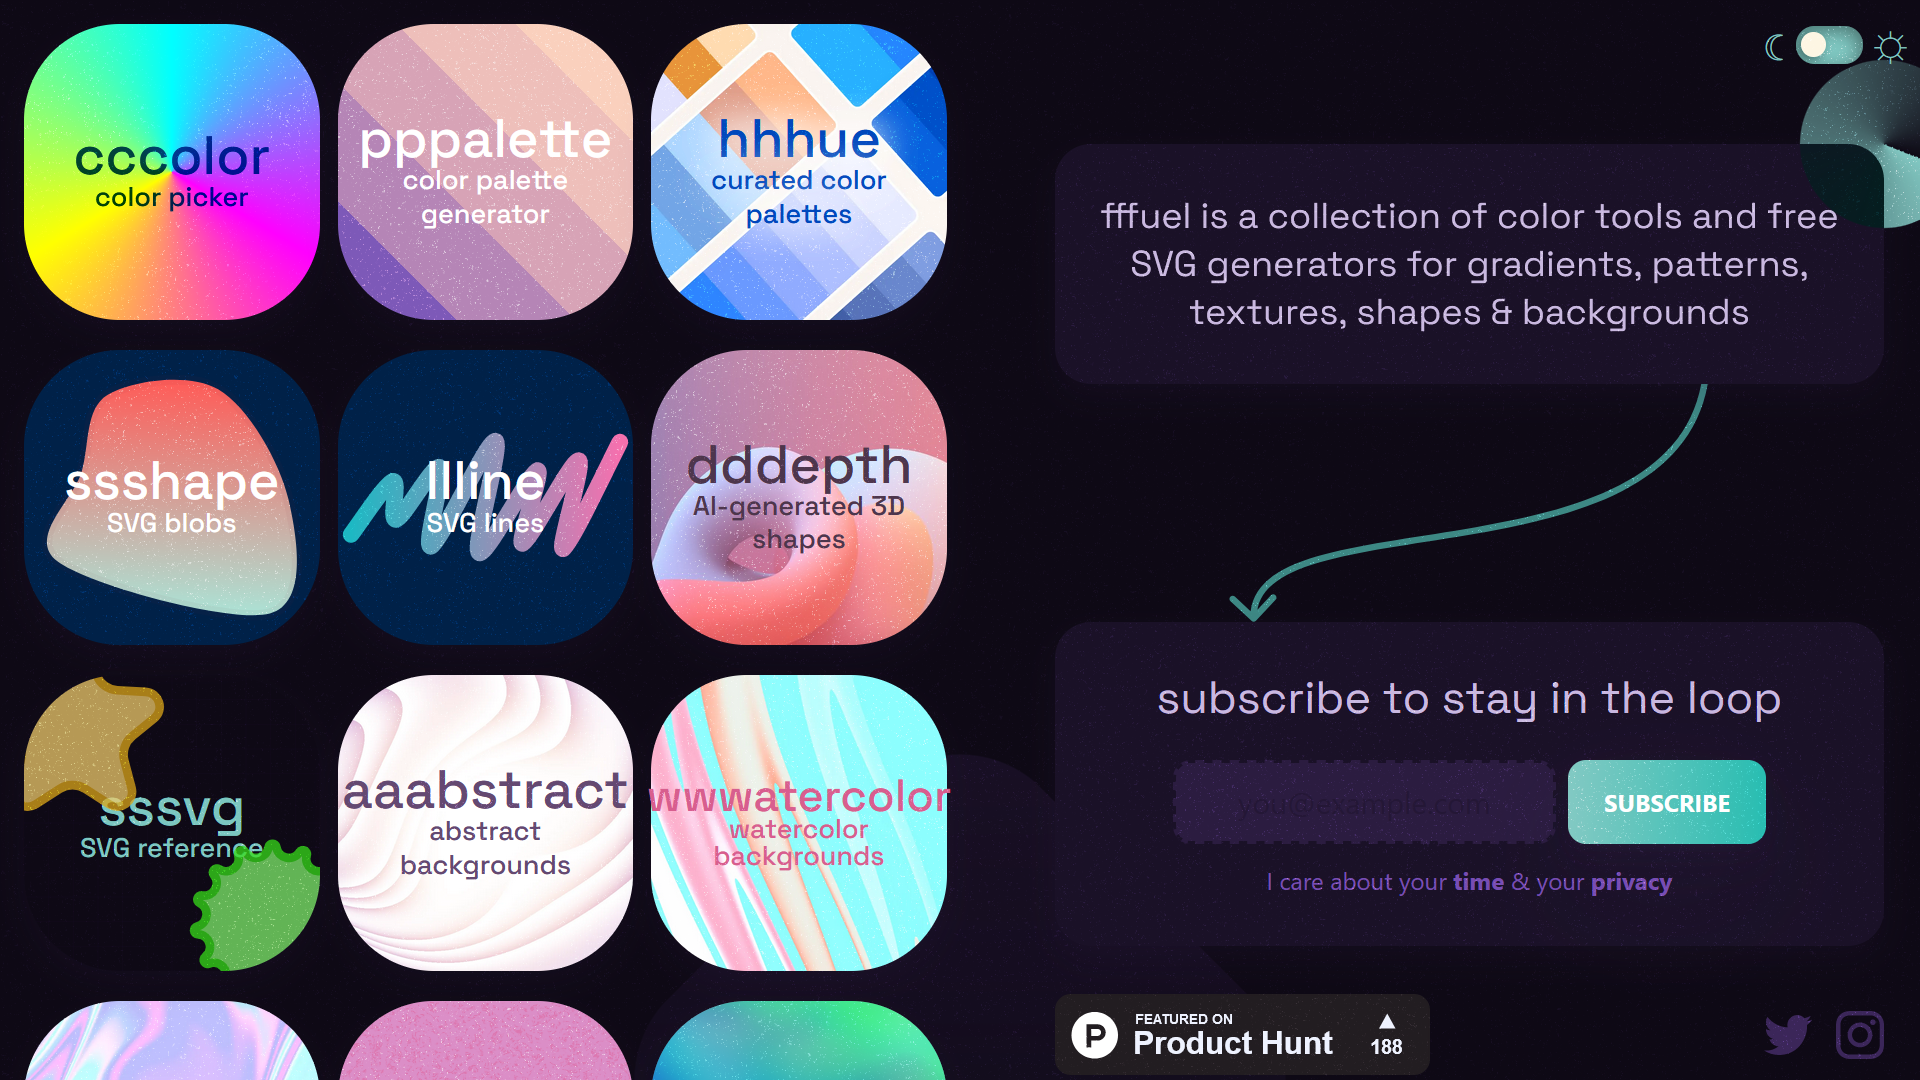 cccolor
color picker
pppalette
color palette
generator
hhhue
curated color
palettes
ssshape
SVG blobs
llline
SVG lines
dddepth
AI-generated 3D
shapes
sssvg
SVG reference
aaabstract
abstract
backgrounds
wwwatercolor
watercolor
backgrounds
fffuel is a collection of color tools and free
SVG generators for gradients, patterns,
textures, shapes & backgrounds
subscribe to stay in the loop
you@example.com
SUBSCRIBE
I care about your time & your privacy
FEATURED ON
Product Hunt
188